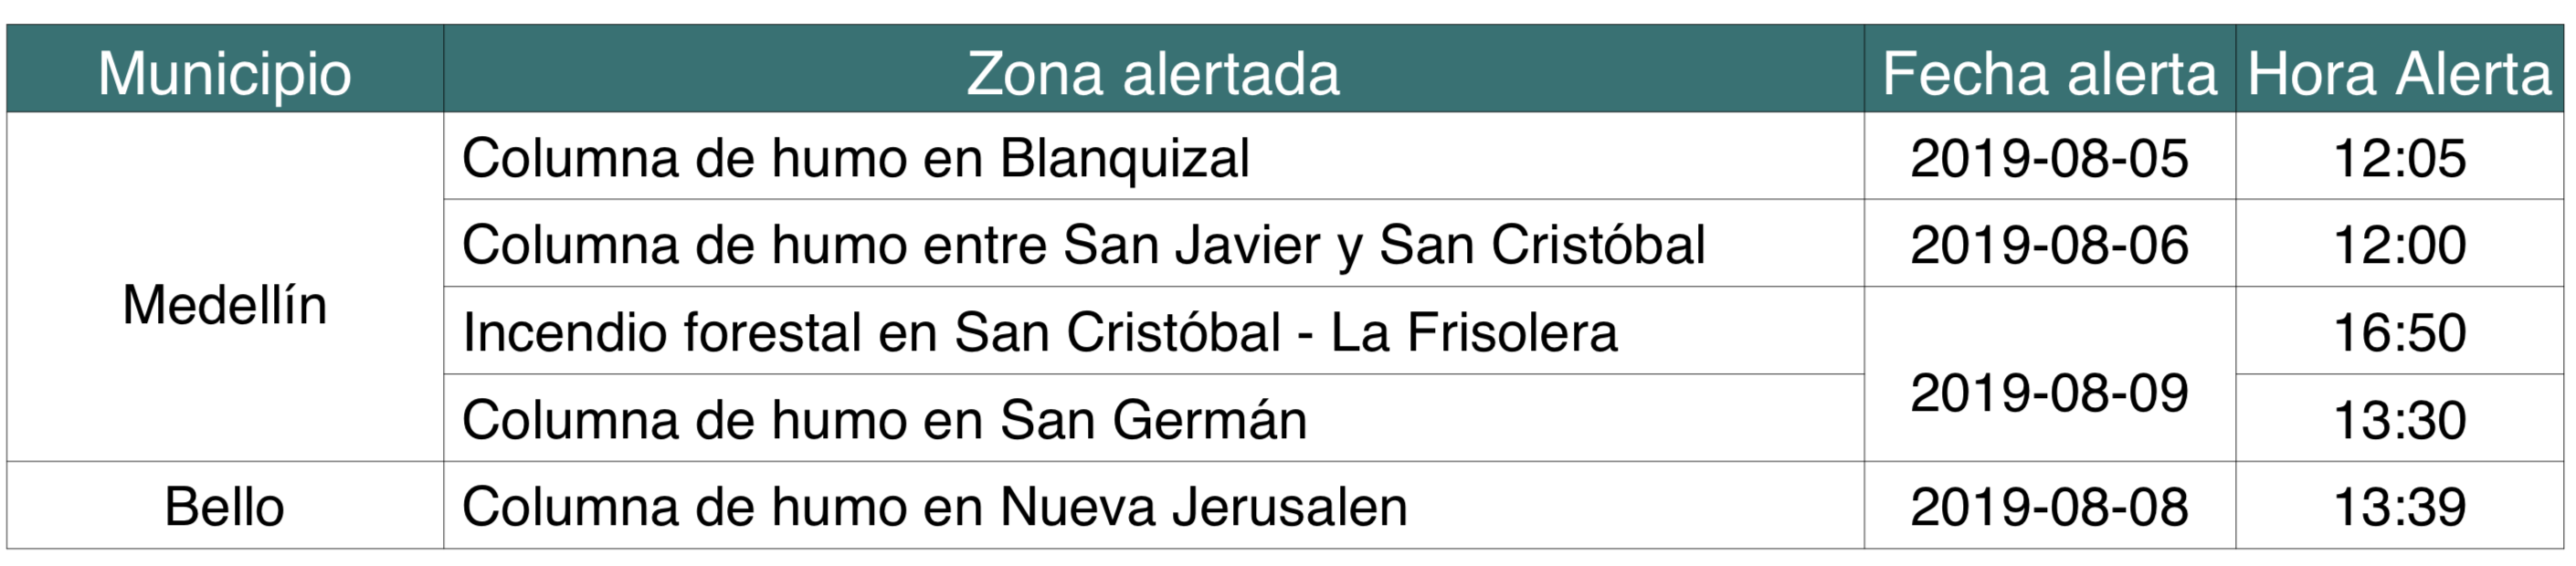 Municipio Zona alertada Fecha alerta Hora Alerta
Columna de humo en Blanquizal 2019-08-05 12:05
Columna de humo entre San Javier y San Cristóbal 2019-08-06 12:00
Medellín
Incendio forestal en San Cristóbal - La Frisolera 16:50
2019-08-09
Columna de humo en San Germán 13:30
Bello Columna de humo en Nueva Jerusalen 2019-08-08 13:39